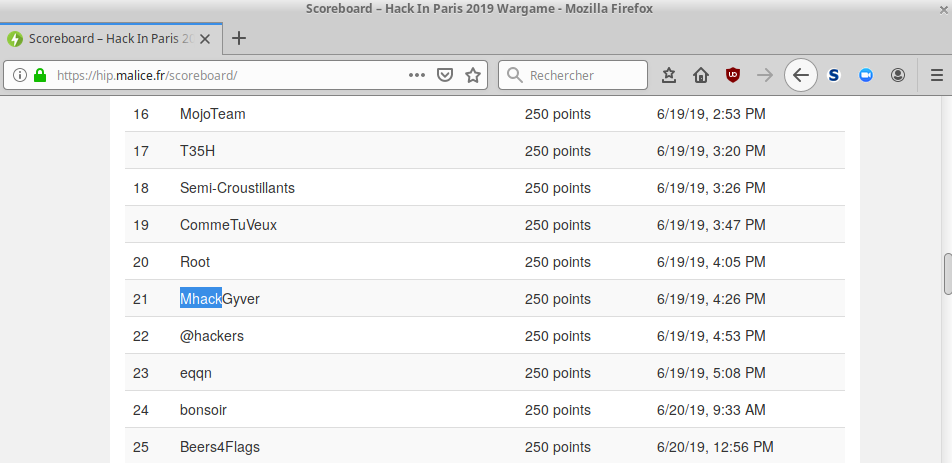 Scoreboard – Hack In Paris 2019 Wargame - Mozilla Firefox
Scoreboard – Hack In Paris 20
https://hip.malice.fr/scoreboard/
Rechercher
16 MojoTeam 250 points 6/19/19, 2:53 PM
17 T35H 250 points 6/19/19, 3:20 PM
18 Semi-Croustillants 250 points 6/19/19, 3:26 PM
19 CommeTuVeux 250 points 6/19/19, 3:47 PM
20 Root 250 points 6/19/19, 4:05 PM
21 MhackGyver 250 points 6/19/19, 4:26 PM
22 @hackers 250 points 6/19/19, 4:53 PM
23 eqqn 250 points 6/19/19, 5:08 PM
24 bonsoir 250 points 6/20/19, 9:33 AM
25 Beers4Flags 250 points 6/20/19, 12:56 PM